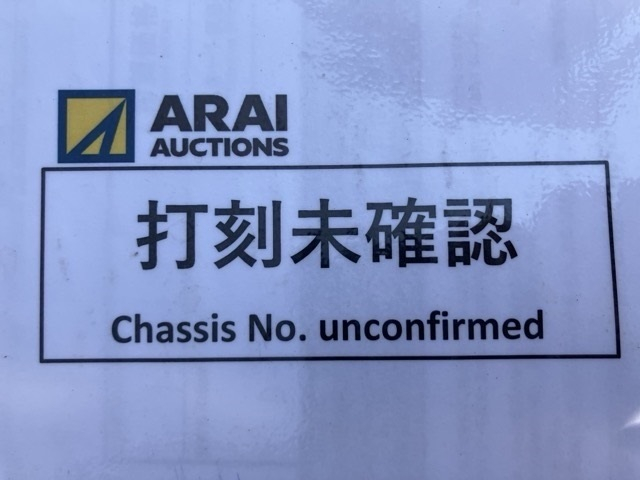 ARAI
AUCTIONS
打刻未確認
Chassis No. unconfirmed